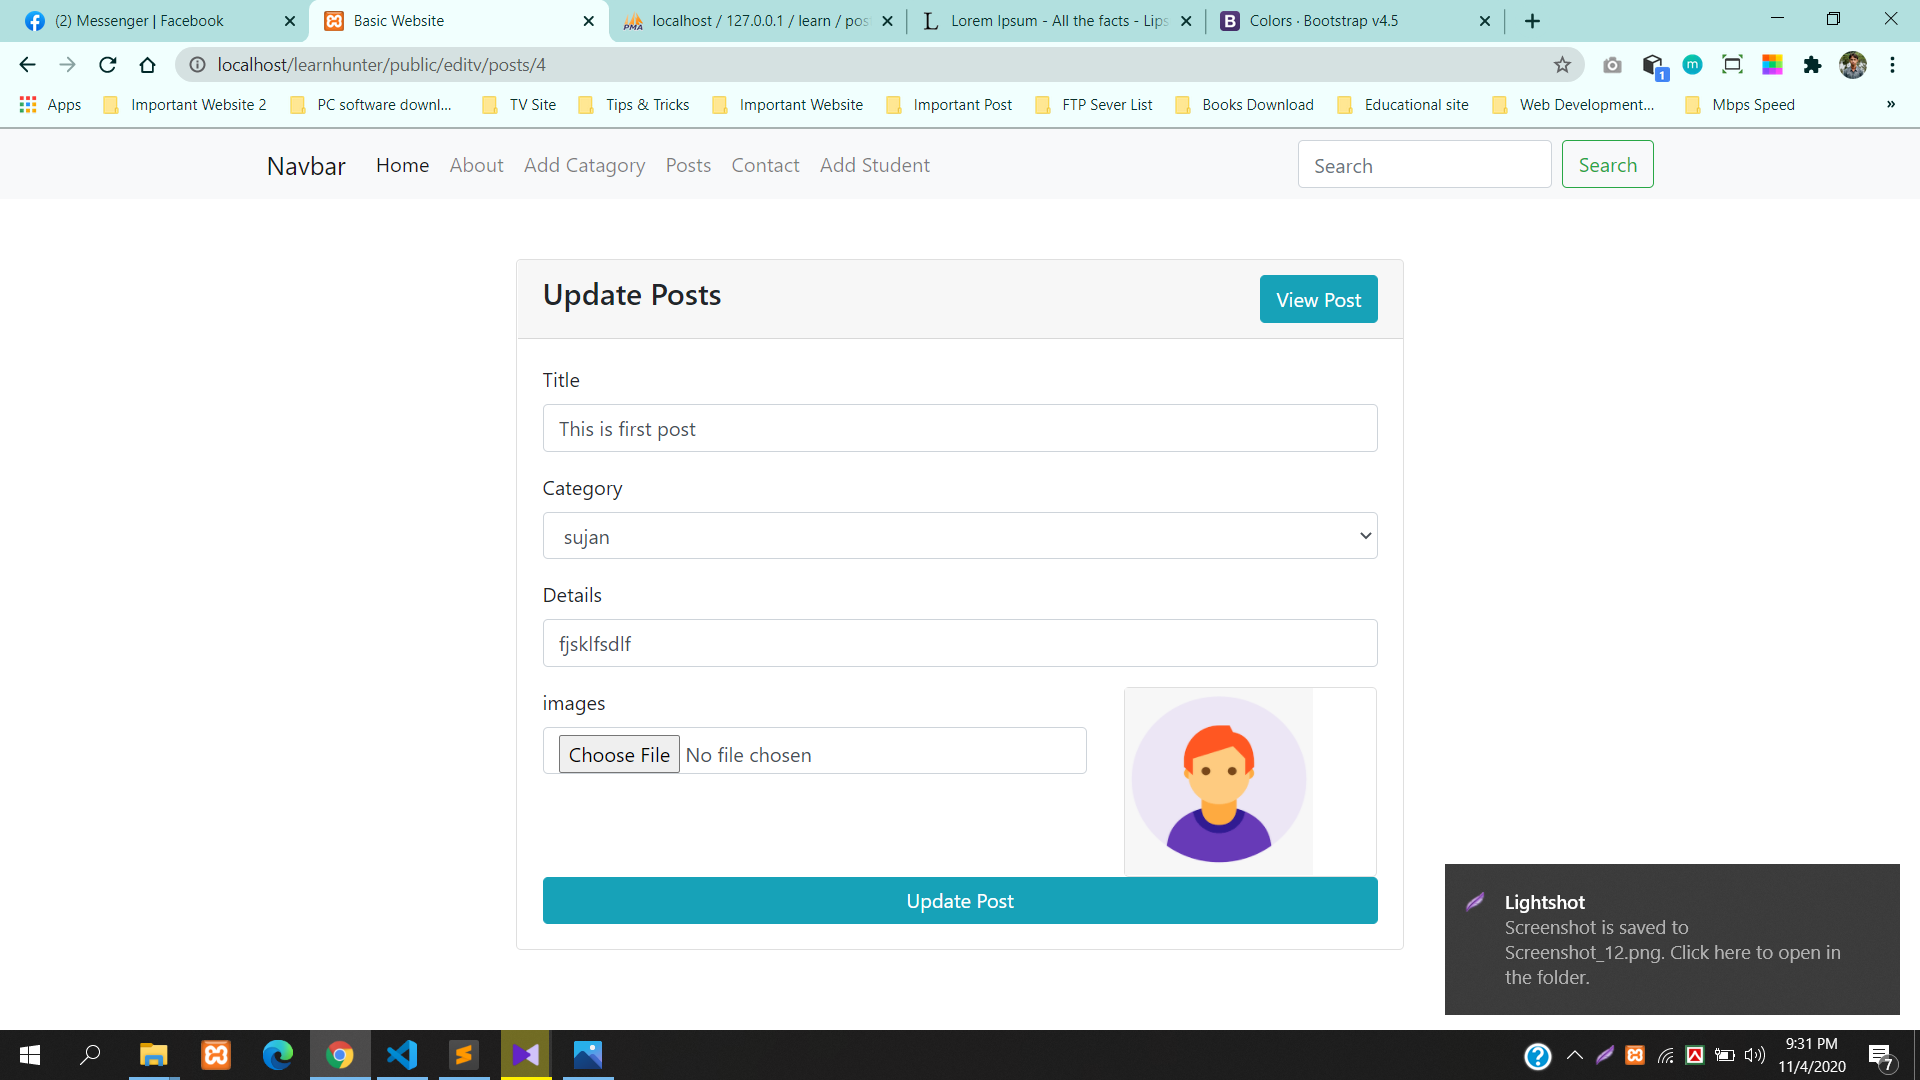 (2) Messenger | Facebook
Basic Website
localhost / 127.0.0.1 / learn / pos
Lorem Ipsum - All the facts - Lips
Colors · Bootstrap v4.5
localhost/learnhunter/public/editv/posts/4
Apps
Important Website 2
PC software downl...
TV Site
Tips & Tricks
Important Website
Important Post
FTP Sever List
Books Download
Educational site
Web Development...
Mbps Speed
»
Navbar
Home
About
Add Catagory
Posts
Contact
Add Student
Search
Search
Update Posts
View Post
Title
This is first post
Category
sujan
Details
fjsklfsdlf
images
Choose File No file chosen
Update Post
Lightshot
Screenshot is saved to
Screenshot_12.png. Click here to open in
the folder.
9:31 PM
11/4/2020
7